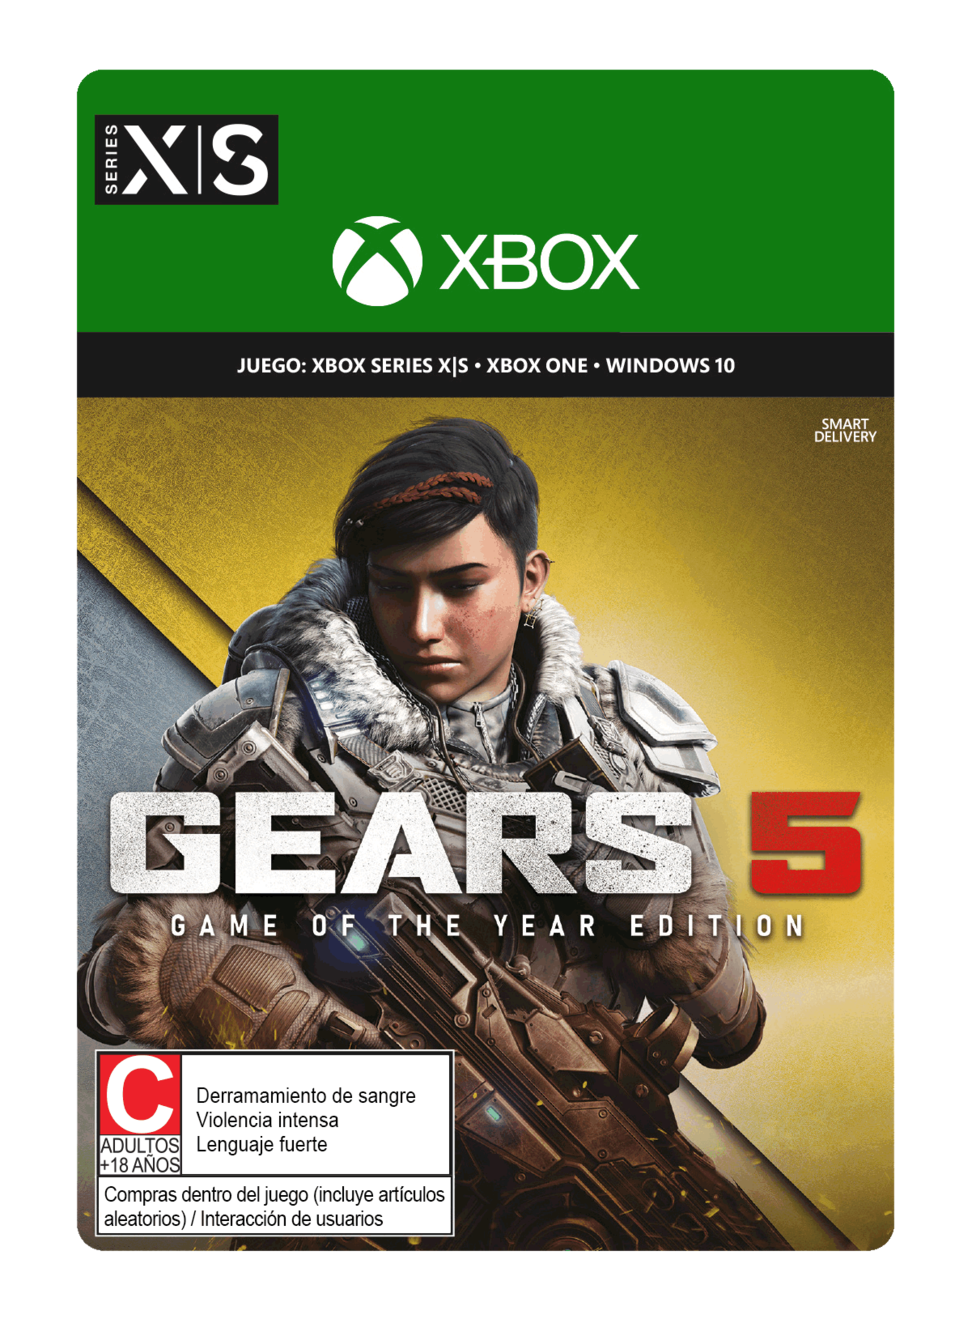 SERIES X|S
XBOX
JUEGO: XBOX SERIES X|S • XBOX ONE • WINDOWS 10
SMART
DELIVERY
GEARS 5
GAME OF THE YEAR EDITION
C
ADULTOS
+18 AÑOS
Derramamiento de sangre
Violencia intensa
Lenguaje fuerte
Compras dentro del juego (incluye artículos
aleatorios) / Interacción de usuarios